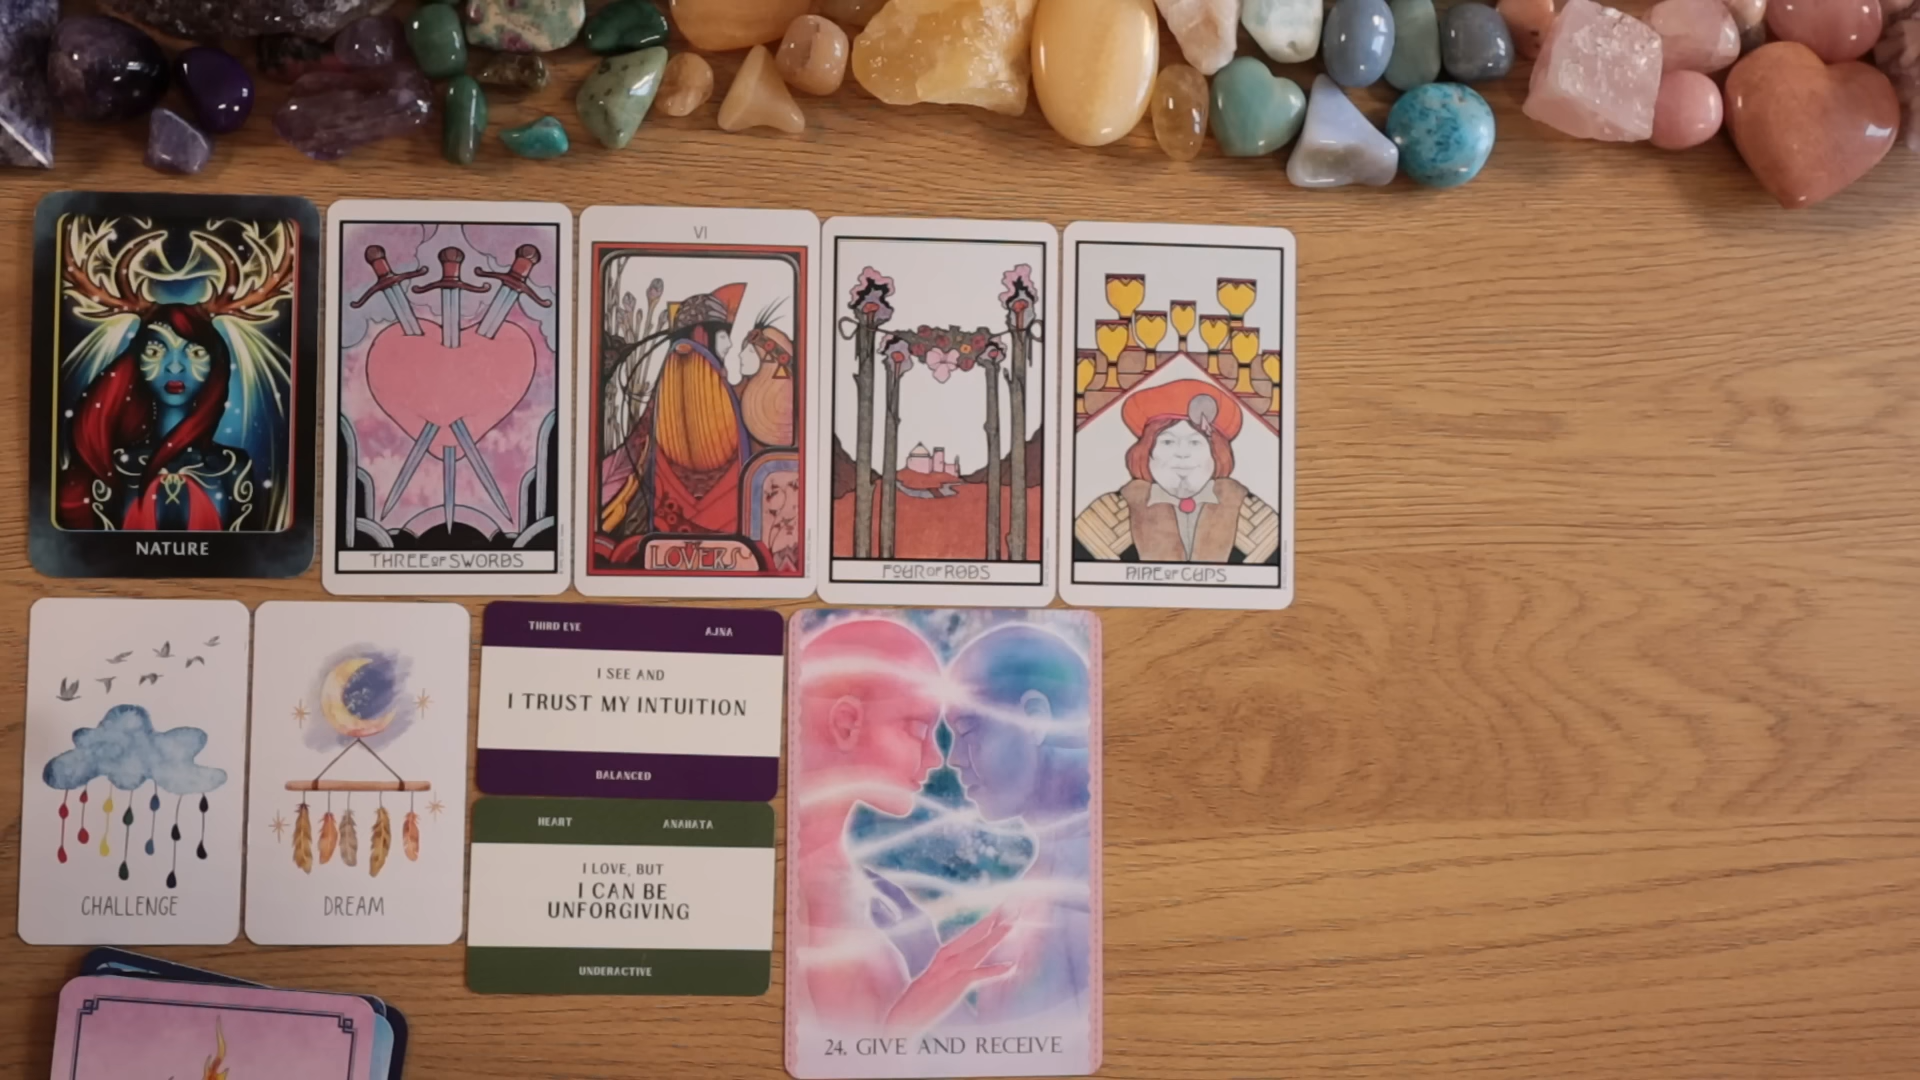 NATURE
THREE OF SWORDS
VI
LOVERS
FOUR OF RODS
NINE OF CUPS
CHALLENGE
DREAM
THIRD EYE
AJNA
I SEE AND
I TRUST MY INTUITION
BALANCED
HEART
ANAHATA
I LOVE, BUT
I CAN BE
UNFORGIVING
UNDERACTIVE
24. GIVE AND RECEIVE